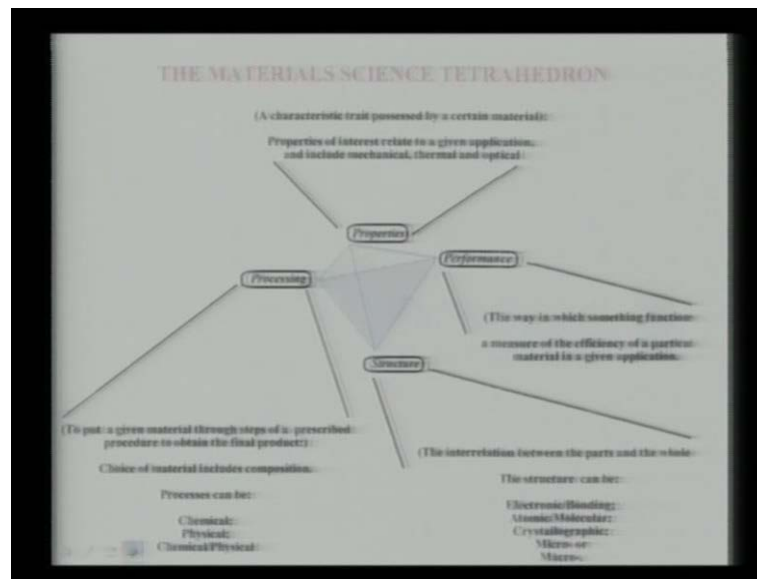 THE MATERIALS SCIENCE TETRAHEDRON
(A characteristic trait possessed by a certain material):
Properties of interest relate to a given application,
and include mechanical, thermal and optical
Properties
Performance
Processing
(The way in which something function
a measure of the efficiency of a particu
material in a given application.
Structure
(To put a given material through steps of a prescribed
procedure to obtain the final product:)
Choice of material includes composition.
Processes can be:
Chemical;
Physical;
Chemical/Physical
(The interrelation between the parts and the whole
The structure can be:
Electronic/Bonding;
Atomic/Molecular;
Crystallographic;
Micro- or
Macro-.